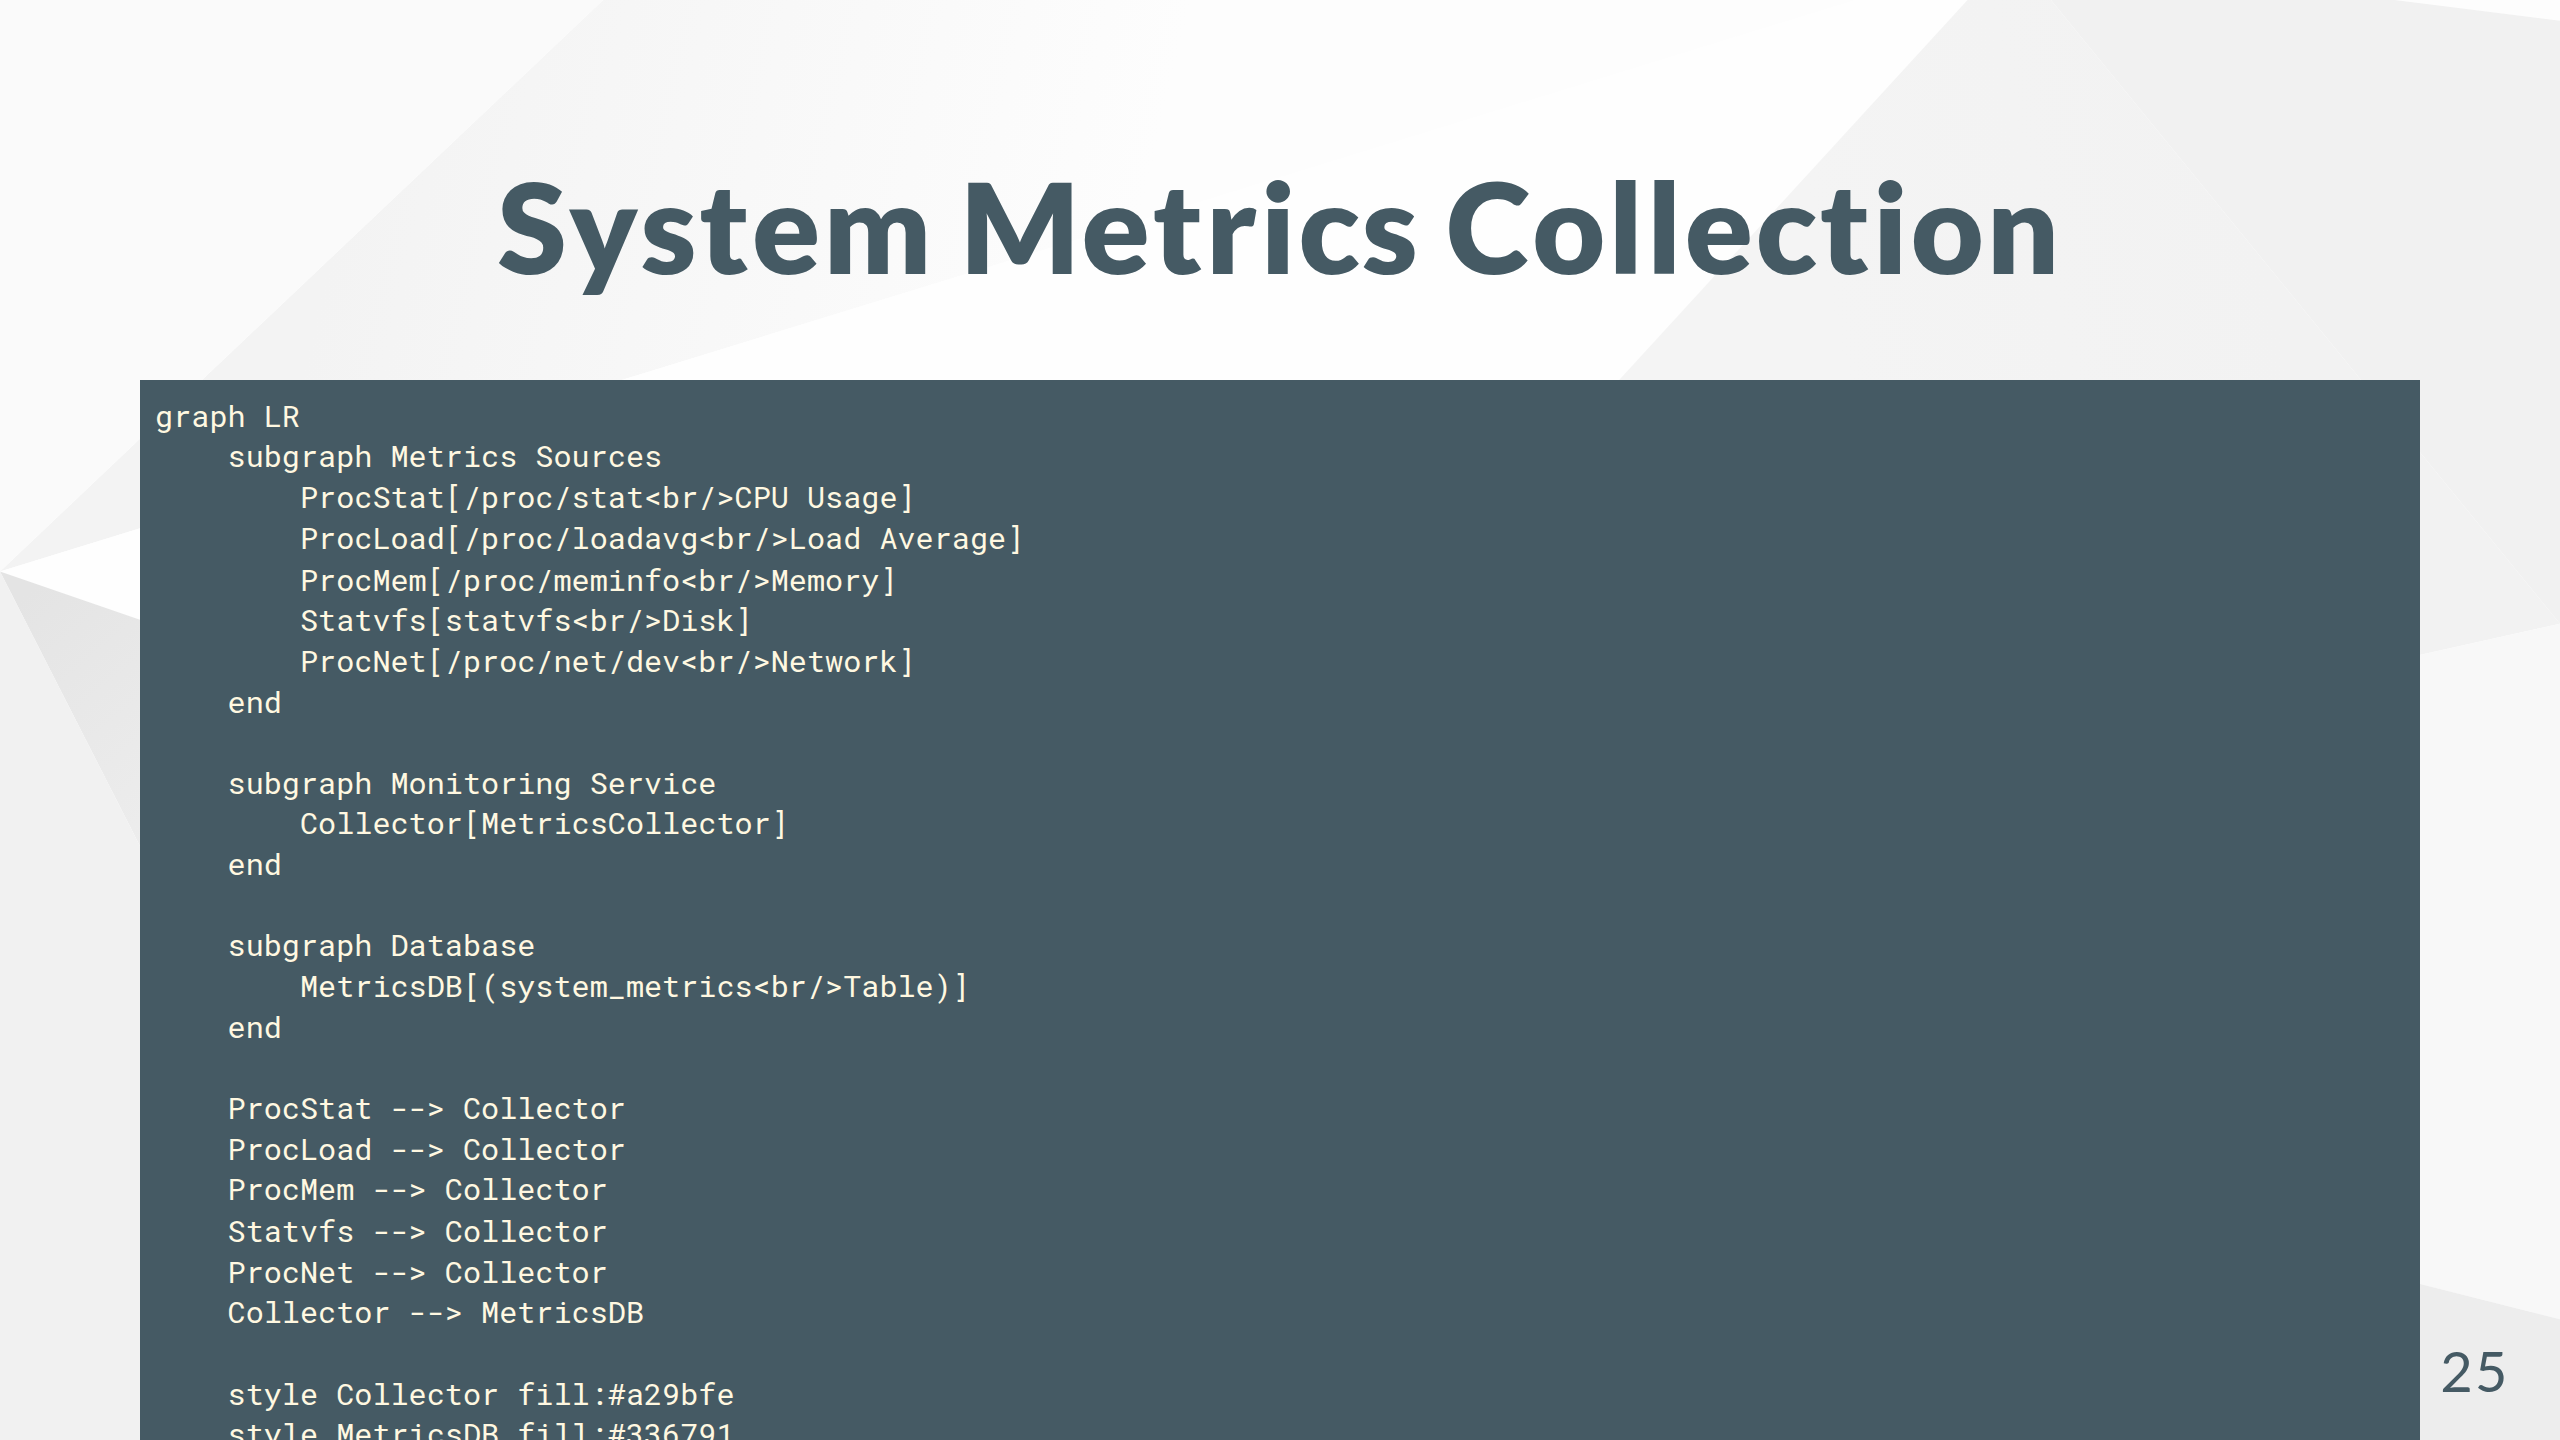 System Metrics Collection
graph LR
    subgraph Metrics Sources
        ProcStat[/proc/stat<br/>CPU Usage]
        ProcLoad[/proc/loadavg<br/>Load Average]
        ProcMem[/proc/meminfo<br/>Memory]
        Statvfs[statvfs<br/>Disk]
        ProcNet[/proc/net/dev<br/>Network]
    end

    subgraph Monitoring Service
        Collector[MetricsCollector]
    end

    subgraph Database
        MetricsDB[(system_metrics<br/>Table)]
    end

    ProcStat --> Collector
    ProcLoad --> Collector
    ProcMem --> Collector
    Statvfs --> Collector
    ProcNet --> Collector
    Collector --> MetricsDB

    style Collector fill:#a29bfe
    style MetricsDB fill:#336791
25